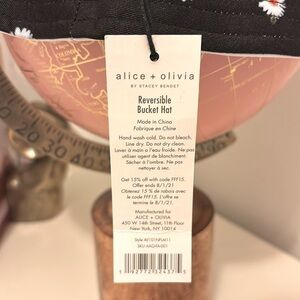 alice + olivia
BY STACEY BENDET
Reversible
Bucket Hat
Made in China
Fabriqué en Chine
Hand wash cold. Do not bleach.
Line dry. Do not dry clean.
Laver à main a l'eau froide. Ne pas
utiliser agent de blanchiment.
Sécher à l'ombre. Ne pas
nettoyer à sec.
Get 15% off with code FFF15.
Offer ends 8/1/21
Obtenez 15 % de rabais avec
le code FFF15. L'offre se
termine le 8/1/21.
Manufactured for
ALICE + OLIVIA
450 W 14th Street, 11th Floor
New York, NY 10014